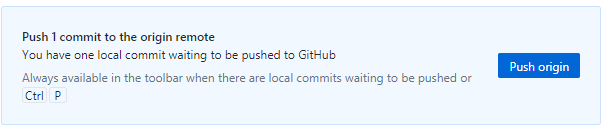 Push 1 commit to the origin remote
You have one local commit waiting to be pushed to GitHub
Always available in the toolbar when there are local commits waiting to be pushed or
Ctrl P
Push origin